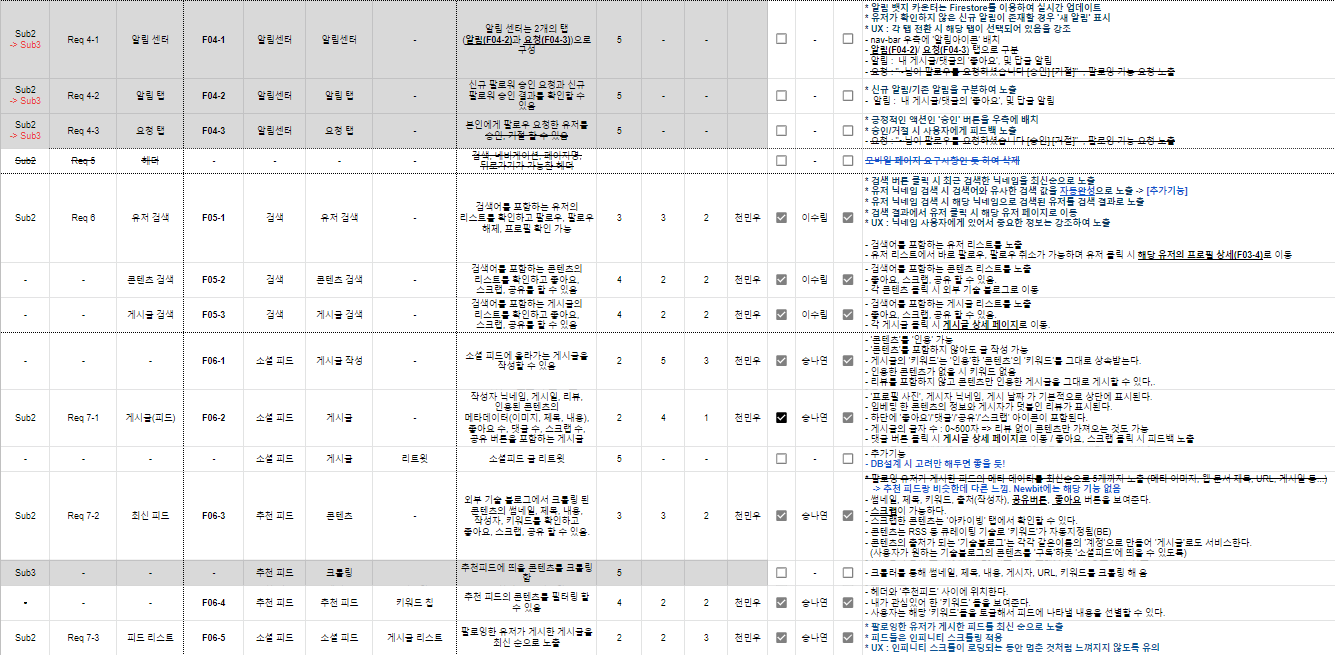 * 알림 뱃지 카운터는 Firestore를 이용하여 실시간 업데이트
* 유저가 확인하지 않은 신규 알림이 존재할 경우 '새 알림' 표시
* UX : 각 탭 전환 시 해당 탭이 선택되어 있음을 강조
- nav-bar 우측에 '알림아이콘' 배치
- 알림(F04-2)/ 요청(F04-3) 탭으로 구분
- 알림 : 내 게시글/댓글의 '좋아요', 및 답글 알림
- 요청 : "~님이 팔로우를 요청하셨습니다 [승인] [거절]" , 팔로잉 기능 요청 노출
Sub2
-> Sub3
Req 4-1
알림 센터
F04-1
알림센터
알림센터
-
알림 센터는 2개의 탭
(알림(F04-2)과 요청(F04-3))으로
구성
5
-
-
-
Sub2
-> Sub3
Req 4-2
알림 탭
F04-2
알림센터
알림 탭
-
신규 팔로워 승인 요청과 신규
팔로워 승인 결과를 확인할 수
있음
5
-
-
-
* 신규 알림/기존 알림을 구분하여 노출
- 알림 : 내 게시글/댓글의 '좋아요', 및 답글 알림
Sub2
-> Sub3
Req 4-3
요청 탭
F04-3
알림센터
요청 탭
-
본인에게 팔로우 요청한 유저를
승인, 거절 할 수 있음
5
-
-
-
* 긍정적인 액션인 '승인' 버튼을 우측에 배치
* 승인/거절 시 사용자에게 피드백 노출
- 요청 : "~님이 팔로우를 요청하셨습니다 [승인] [거절]" , 팔로잉 기능 요청 노출
Sub2
Req 5
헤더
-
-
-
-
검색, 네비게이션, 페이지명,
뒤로가기가 가능한 헤더
-
모바일 페이지 요구사항인 듯 하여 삭제
Sub2
Req 6
유저 검색
F05-1
검색
유저 검색
-
검색어를 포함하는 유저의
리스트를 확인하고 팔로우, 팔로우
해제, 프로필 확인 가능
3
3
2
천민우
이수림
* 검색 버튼 클릭 시 최근 검색한 닉네임을 최신순으로 노출
* 유저 닉네임 검색 시 검색어와 유사한 검색 값을 자동완성으로 노출 -> [추가기능]
* 유저 닉네임 검색 시 해당 닉네임으로 검색된 유저를 검색 결과로 노출
* 검색 결과에서 유저 클릭 시 해당 유저 페이지로 이동
* UX : 닉네임 사용자에게 있어서 중요한 정보는 강조하여 노출
- 검색어를 포함하는 유저 리스트를 노출
- 유저 리스트에서 바로 팔로우, 팔로우 취소가 가능하며 유저 클릭 시 해당 유저의 프로필 상세(F03-4)로 이동
-
-
콘텐츠 검색
F05-2
검색
콘텐츠 검색
-
검색어를 포함하는 콘텐츠의
리스트를 확인하고 좋아요,
스크랩, 공유를 할 수 있음
4
2
2
천민우
이수림
- 검색어를 포함하는 콘텐츠 리스트를 노출
- 좋아요, 스크랩, 공유 할 수 있음.
- 각 콘텐츠 클릭 시 외부 기술 블로그로 이동
-
-
게시글 검색
F05-3
검색
게시글 검색
-
검색어를 포함하는 게시글의
리스트를 확인하고 좋아요,
스크랩, 공유를 할 수 있음
4
2
2
천민우
이수림
- 검색어를 포함하는 게시글 리스트를 노출
- 좋아요, 스크랩, 공유 할 수 있음.
- 각 게시글 클릭 시 게시글 상세 페이지로 이동.
-
-
-
F06-1
소셜 피드
게시글 작성
-
소셜 피드에 올라가는 게시글을
작성할 수 있음
2
5
3
천민우
승나연
- '콘텐츠'를 '인용' 가능
- '콘텐츠'를 포함하지 않아도 글 작성 가능
- 게시글의 '키워드'는 '인용'한 '콘텐츠'의 '키워드'를 그대로 상속받는다.
- 인용한 콘텐츠가 없을 시 키워드 없음
- 리뷰를 포함하지 않고 콘텐츠만 인용한 게시글을 그대로 게시할 수 있다,.
Sub2
Req 7-1
게시글(피드)
F06-2
소셜 피드
게시글
-
작성자 닉네임, 게시일, 리뷰,
인용된 콘텐츠의
메타데이터(이미지, 제목, 내용),
좋아요 수, 댓글 수, 스크랩 수,
공유 버튼을 포함하는 게시글
2
4
1
천민우
승나연
- '프로필 사진', 게시자 닉네임, 게시 날짜 가 기본적으로 상단에 표시된다.
- 임베딩 한 콘텐츠의 정보와 게시자가 덧붙인 리뷰가 표시된다.
- 하단에 '좋아요'/'댓글'/'공유'/'스크랩' 아이콘이 포함된다.
- 게시글의 글자 수 : 0~500자 => 리뷰 없이 콘텐츠만 가져오는 것도 가능
- 댓글 버튼 클릭 시 게시글 상세 페이지로 이동 / 좋아요, 스크랩 클릭 시 피드백 노출
-
-
-
소셜 피드
게시글
리트윗
소셜피드 글 리트윗
5
-
-
-
- 추가기능
- DB설계 시 고려만 해두면 좋을 듯!
Sub2
Req 7-2
최신 피드
F06-3
추천 피드
콘텐츠
-
외부 기술 블로그에서 크롤링 된
콘텐츠의 썸네일, 제목, 내용,
작성자, 키워드를 확인하고
좋아요, 스크랩, 공유 할 수 있음.
3
3
2
천민우
승나연
* 팔로잉 유저가 게시한 피드의 메타 데이터를 최신순으로 5개까지 노출 (메타 이미지, 웹 문서 제목, URL, 게시일 등...)
-> 추천 피드랑 비슷한데 다른 느낌. Newbit에는 해당 기능 없음
- 썸네일, 제목, 키워드, 출처(작성자), 공유버튼, 좋아요 버튼을 보여준다.
- 스크랩이 가능하다.
- 스크랩한 콘텐츠는 '아카이빙' 탭에서 확인할 수 있다.
- 콘텐츠는 RSS 등 큐레이팅 기술로 '키워드'가 자동지정됨(BE)
- 콘텐츠의 출처가 되는 '기술블로그'는 각각 같은이름의 '계정'으로 만들어 '게시글'로도 서비스한다.
(사용자가 원하는 기술블로그의 콘텐츠를 '구독'하듯 '소셜피드'에 띄울 수 있도록)
Sub3
-
-
-
추천 피드
크롤링
추천피드에 띄울 콘텐츠를 크롤링
함
5
-
- 크롤러를 통해 썸네일, 제목, 내용, 게시자, URL, 키워드를 크롤링 해 옴
-
-
-
F06-4
추천 피드
추천 피드
키워드 칩
추천 피드의 콘텐츠를 필터링 할
수 있음
4
2
2
천민우
승나연
- 헤더와 '추천피드' 사이에 위치한다.
- 내가 관심있어 한 '키워드' 들을 보여준다.
- 사용자는 해당 '키워드'들을 토글해서 피드에 나타낼 내용을 선별할 수 있다.
Sub2
Req 7-3
피드 리스트
F06-5
소셜 피드
소셜 피드
게시글 리스트
팔로잉한 유저가 게시한 게시글을
최신 순으로 노출
2
2
3
천민우
승나연
* 팔로잉한 유저가 게시한 피드를 최신 순으로 노출
* 피드들은 인피니티 스크롤링 적용
* UX : 인피니티 스크롤이 로딩되는 동안 멈춘 것처럼 느껴지지 않도록 유의